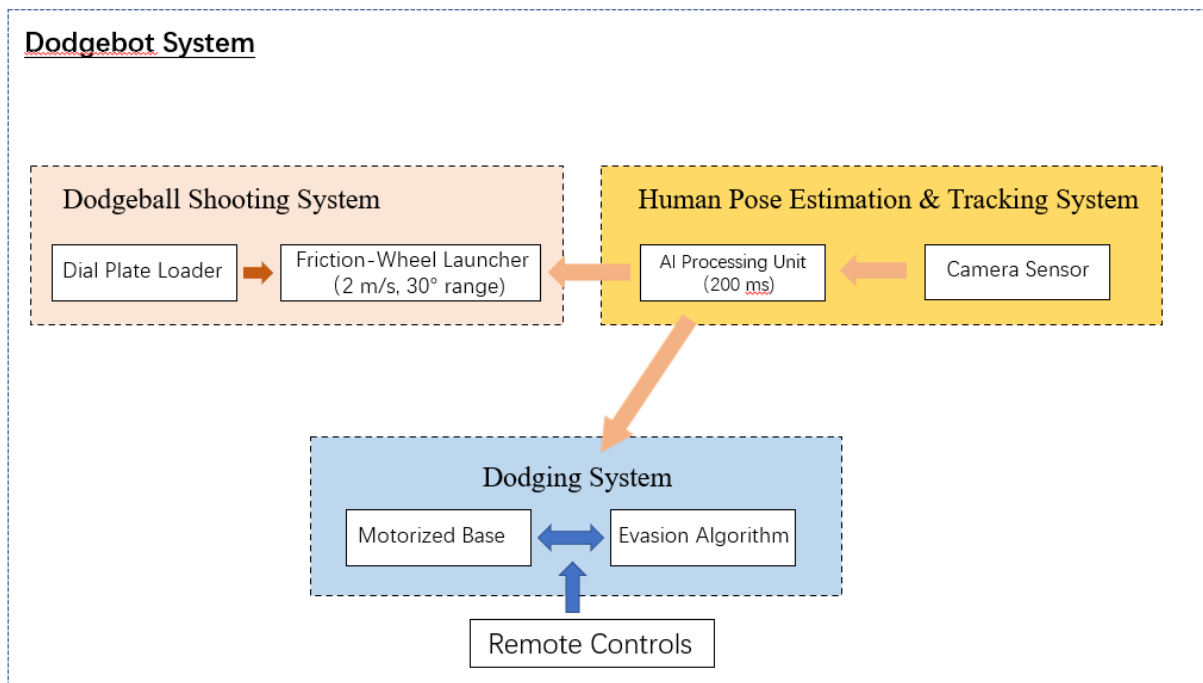 Dodgebot System
Dodgeball Shooting System
Human Pose Estimation & Tracking System
Dial Plate Loader
Friction-Wheel Launcher
(2 m/s, 30° range)
AI Processing Unit
(200 ms)
Camera Sensor
Dodging System
Motorized Base
Evasion Algorithm
Remote Controls